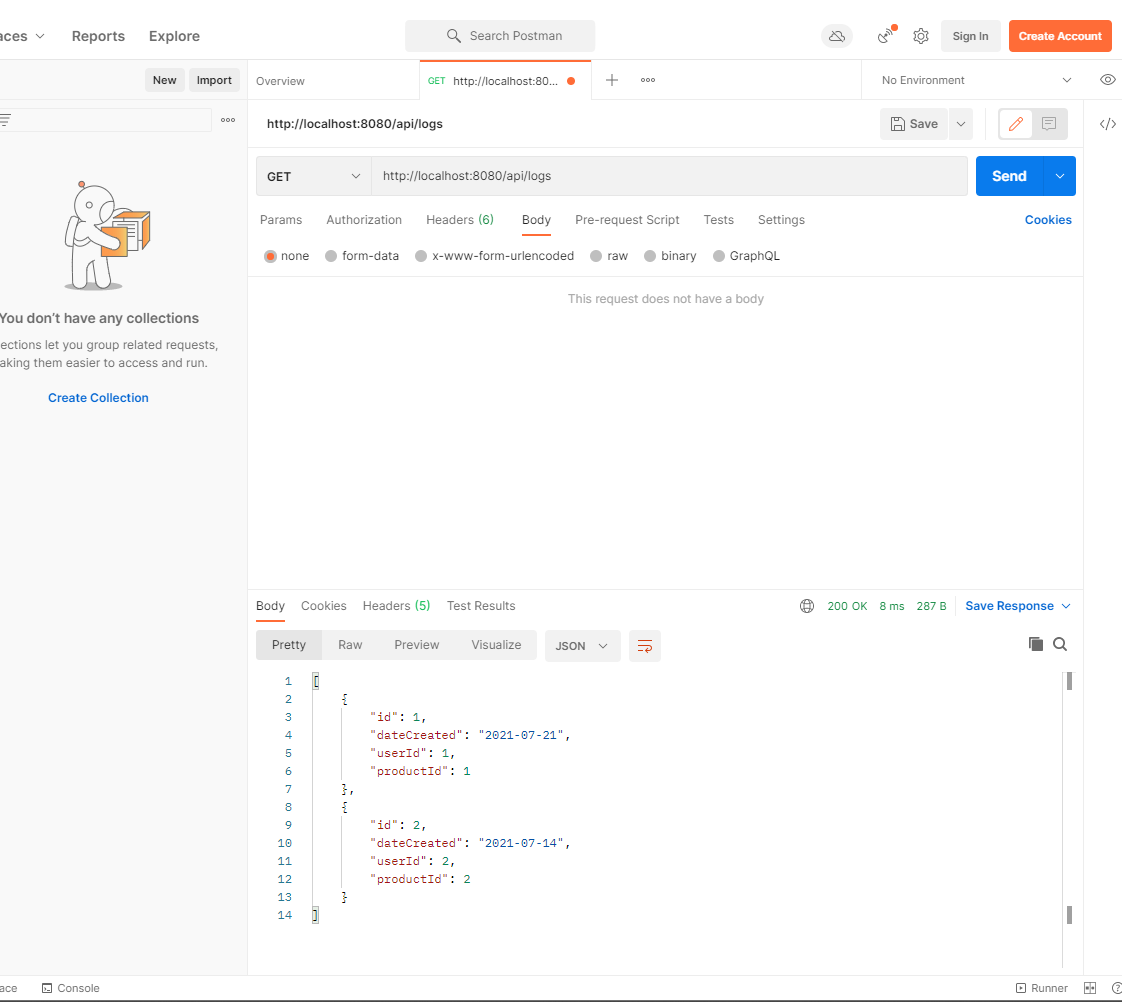 aces Reports Explore Search Postman Sign In Create Account
New Import Overview GET http://localhost:80... No Environment
http://localhost:8080/api/logs Save
GET http://localhost:8080/api/logs Send
Params Authorization Headers (6) Body Pre-request Script Tests Settings Cookies
none form-data x-www-form-urlencoded raw binary GraphQL
This request does not have a body
You don't have any collections
ections let you group related requests,
aking them easier to access and run.
Create Collection
Body Cookies Headers (5) Test Results 200 OK 8 ms 287 B Save Response
Pretty Raw Preview Visualize JSON
1 [
2 {
3 "id": 1,
4 "dateCreated": "2021-07-21",
5 "userId": 1,
6 "productId": 1
7 },
8 {
9 "id": 2,
10 "dateCreated": "2021-07-14",
11 "userId": 2,
12 "productId": 2
13 }
14 ]
ace Console Runner